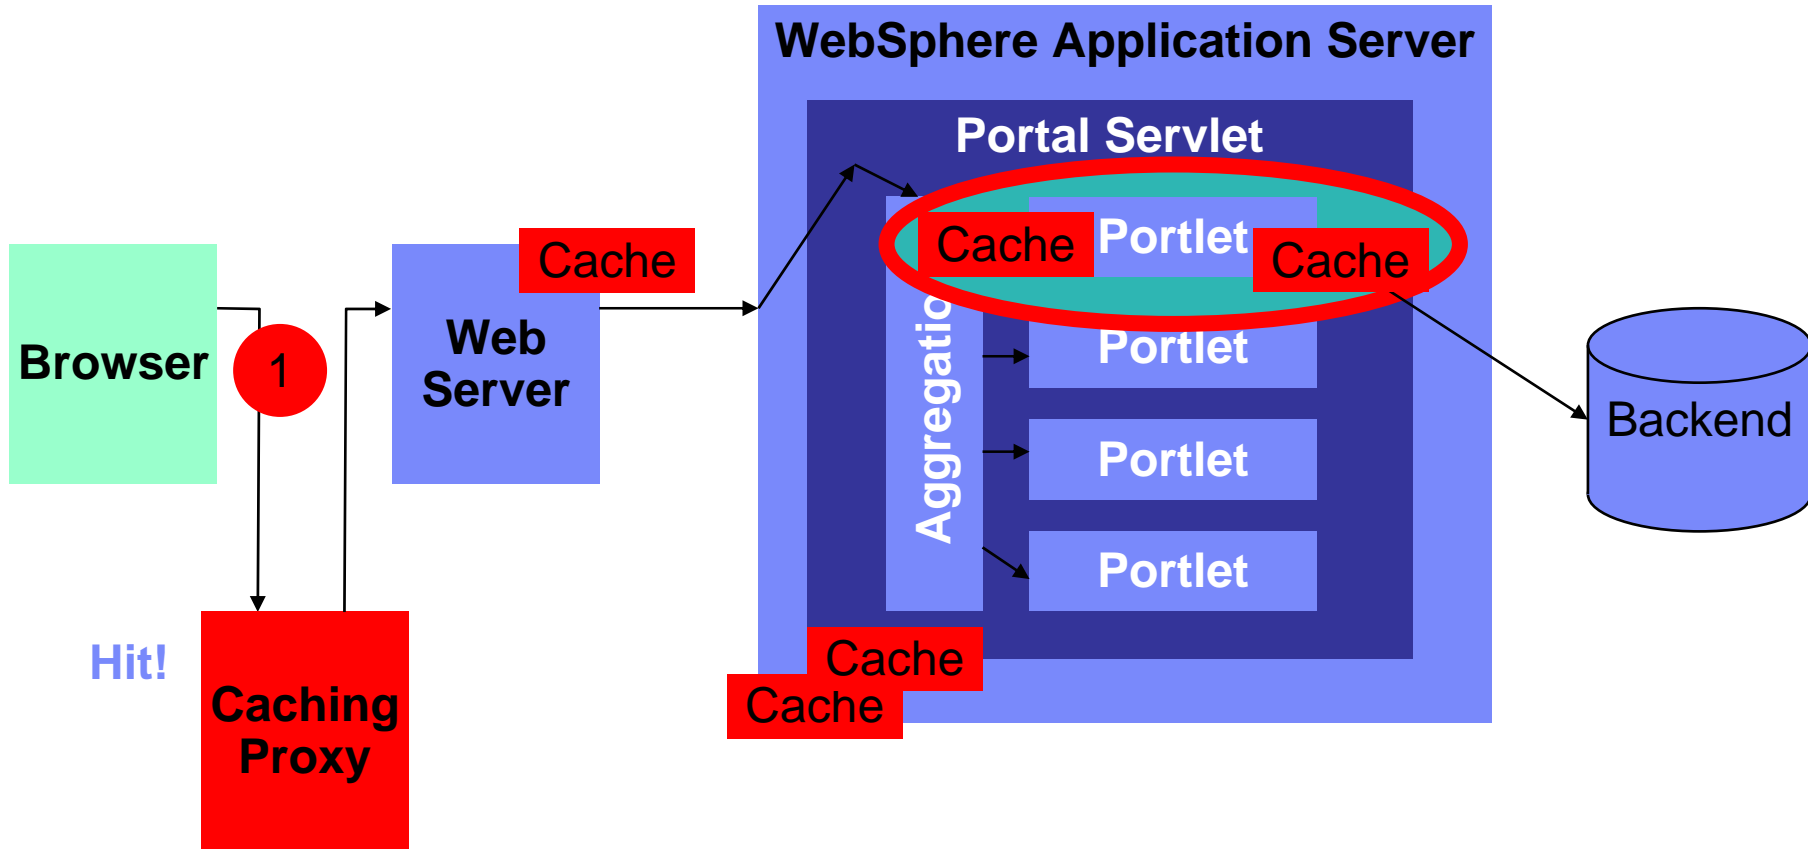 WebSphere Application Server
Portal Servlet
Browser
1
Hit!
Caching
Proxy
Web
Server
Cache
Aggregation
Cache
Portlet
Cache
Portlet
Portlet
Portlet
Cache
Cache
Backend